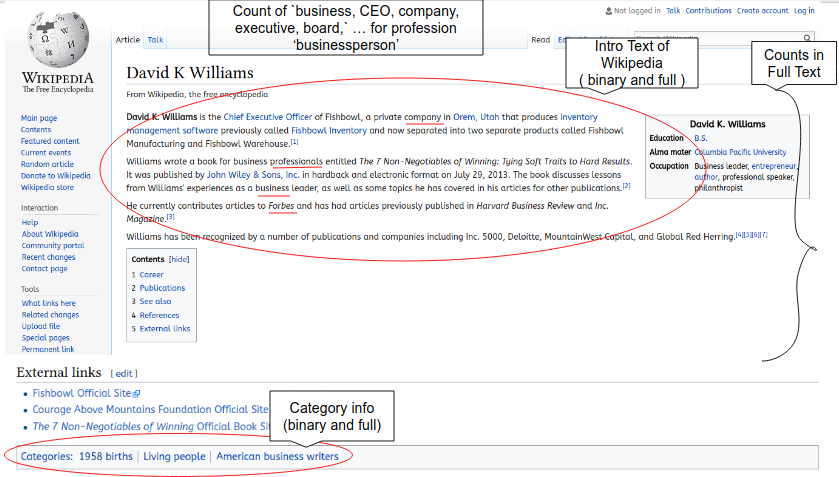 Count of `business, CEO, company,
executive, board,` … for profession
‘businessperson’
Not logged in Talk Contributions Create account Log in
Article Talk
Read
Intro Text of
Wikipedia
( binary and full )
Counts in
Full Text
WIKIPEDIA
The Free Encyclopedia
Main page
Contents
Featured content
Current events
Random article
Donate to Wikipedia
Wikipedia store
Interaction
Help
About Wikipedia
Community portal
Recent changes
Contact page
Tools
What links here
Related changes
Upload file
Special pages
Permanent link
David K Williams
From Wikipedia, the free encyclopedia
David K. Williams is the Chief Executive Officer of Fishbowl, a private company in Orem, Utah that produces inventory
management software previously called Fishbowl Inventory and now separated into two separate products called Fishbowl
Manufacturing and Fishbowl Warehouse.[1]
Williams wrote a book for business professionals entitled The 7 Non-Negotiables of Winning: Tying Soft Traits to Hard Results.
It was published by John Wiley & Sons, Inc. in hardback and electronic format on July 29, 2013. The book discusses lessons
from Williams' experiences as a business leader, as well as some topics he has covered in his articles for other publications.[2]
He currently contributes articles to Forbes and has had articles previously published in Harvard Business Review and Inc.
Magazine.[3]
Williams has been recognized by a number of publications and companies including Inc. 5000, Deloitte, MountainWest Capital, and Global Red Herring.[4][5][6][7]
David K. Williams
Education B.S.
Alma mater Columbia Pacific University
Occupation Business leader, entrepreneur,
author, professional speaker,
philanthropist
Contents [hide]
1 Career
2 Publications
3 See also
4 References
5 External links
External links [ edit ]
Fishbowl Official Site
Courage Above Mountains Foundation Official Site
The 7 Non-Negotiables of Winning Official Book
Category info
(binary and full)
Categories: 1958 births | Living people | American business writers